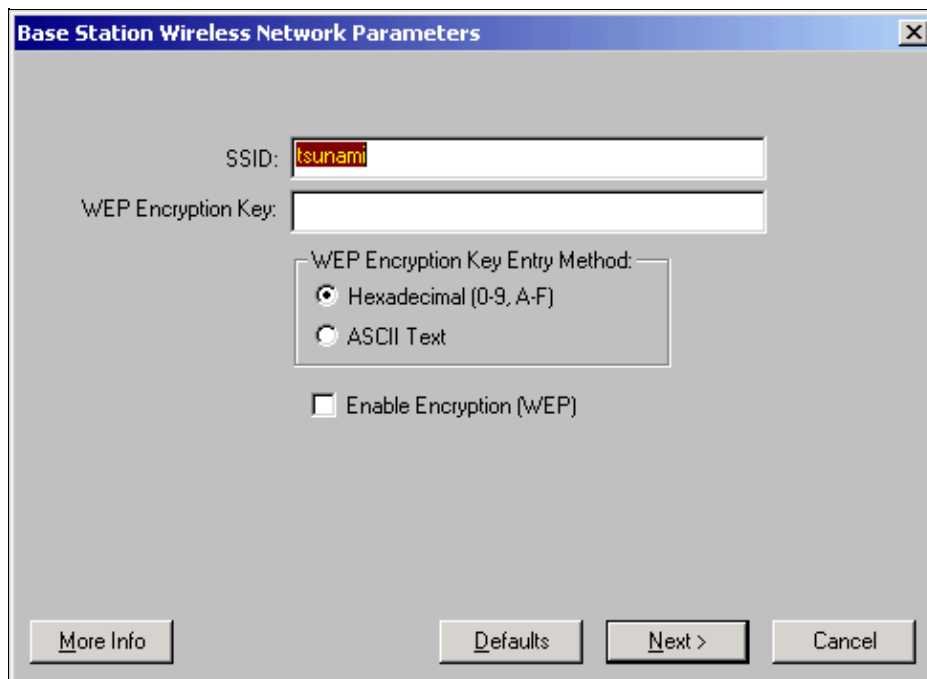 Base Station Wireless Network Parameters
SSID: tsunami
WEP Encryption Key:
WEP Encryption Key Entry Method:
Hexadecimal (0-9, A-F)
ASCII Text
Enable Encryption (WEP)
More Info Defaults Next > Cancel